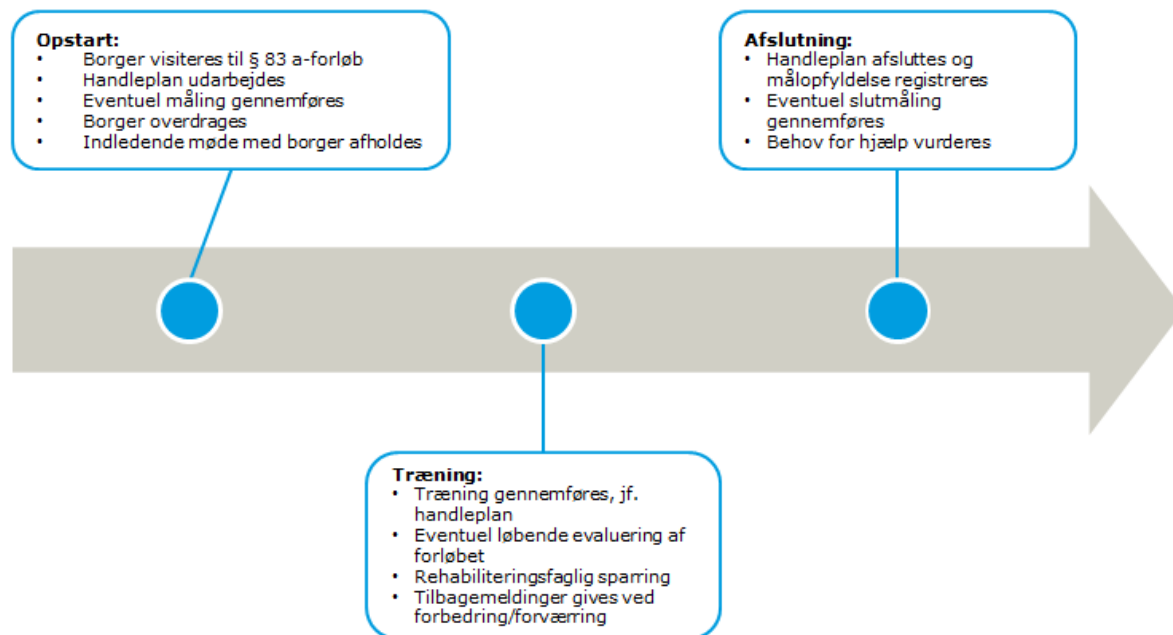 Opstart:
• Borger visiteres til § 83 a-forløb
• Handleplan udarbejdes
• Eventuel måling gennemføres
• Borger overdrages
• Indledende møde med borger afholdes
Afslutning:
• Handleplan afsluttes og
målopfyldelse registreres
• Eventuel slutmåling
gennemføres
• Behov for hjælp vurderes
Træning:
• Træning gennemføres, jf.
handleplan
• Eventuel løbende evaluering af
forløbet
• Rehabiliteringsfaglig sparring
• Tilbagemeldinger gives ved
forbedring/forværring